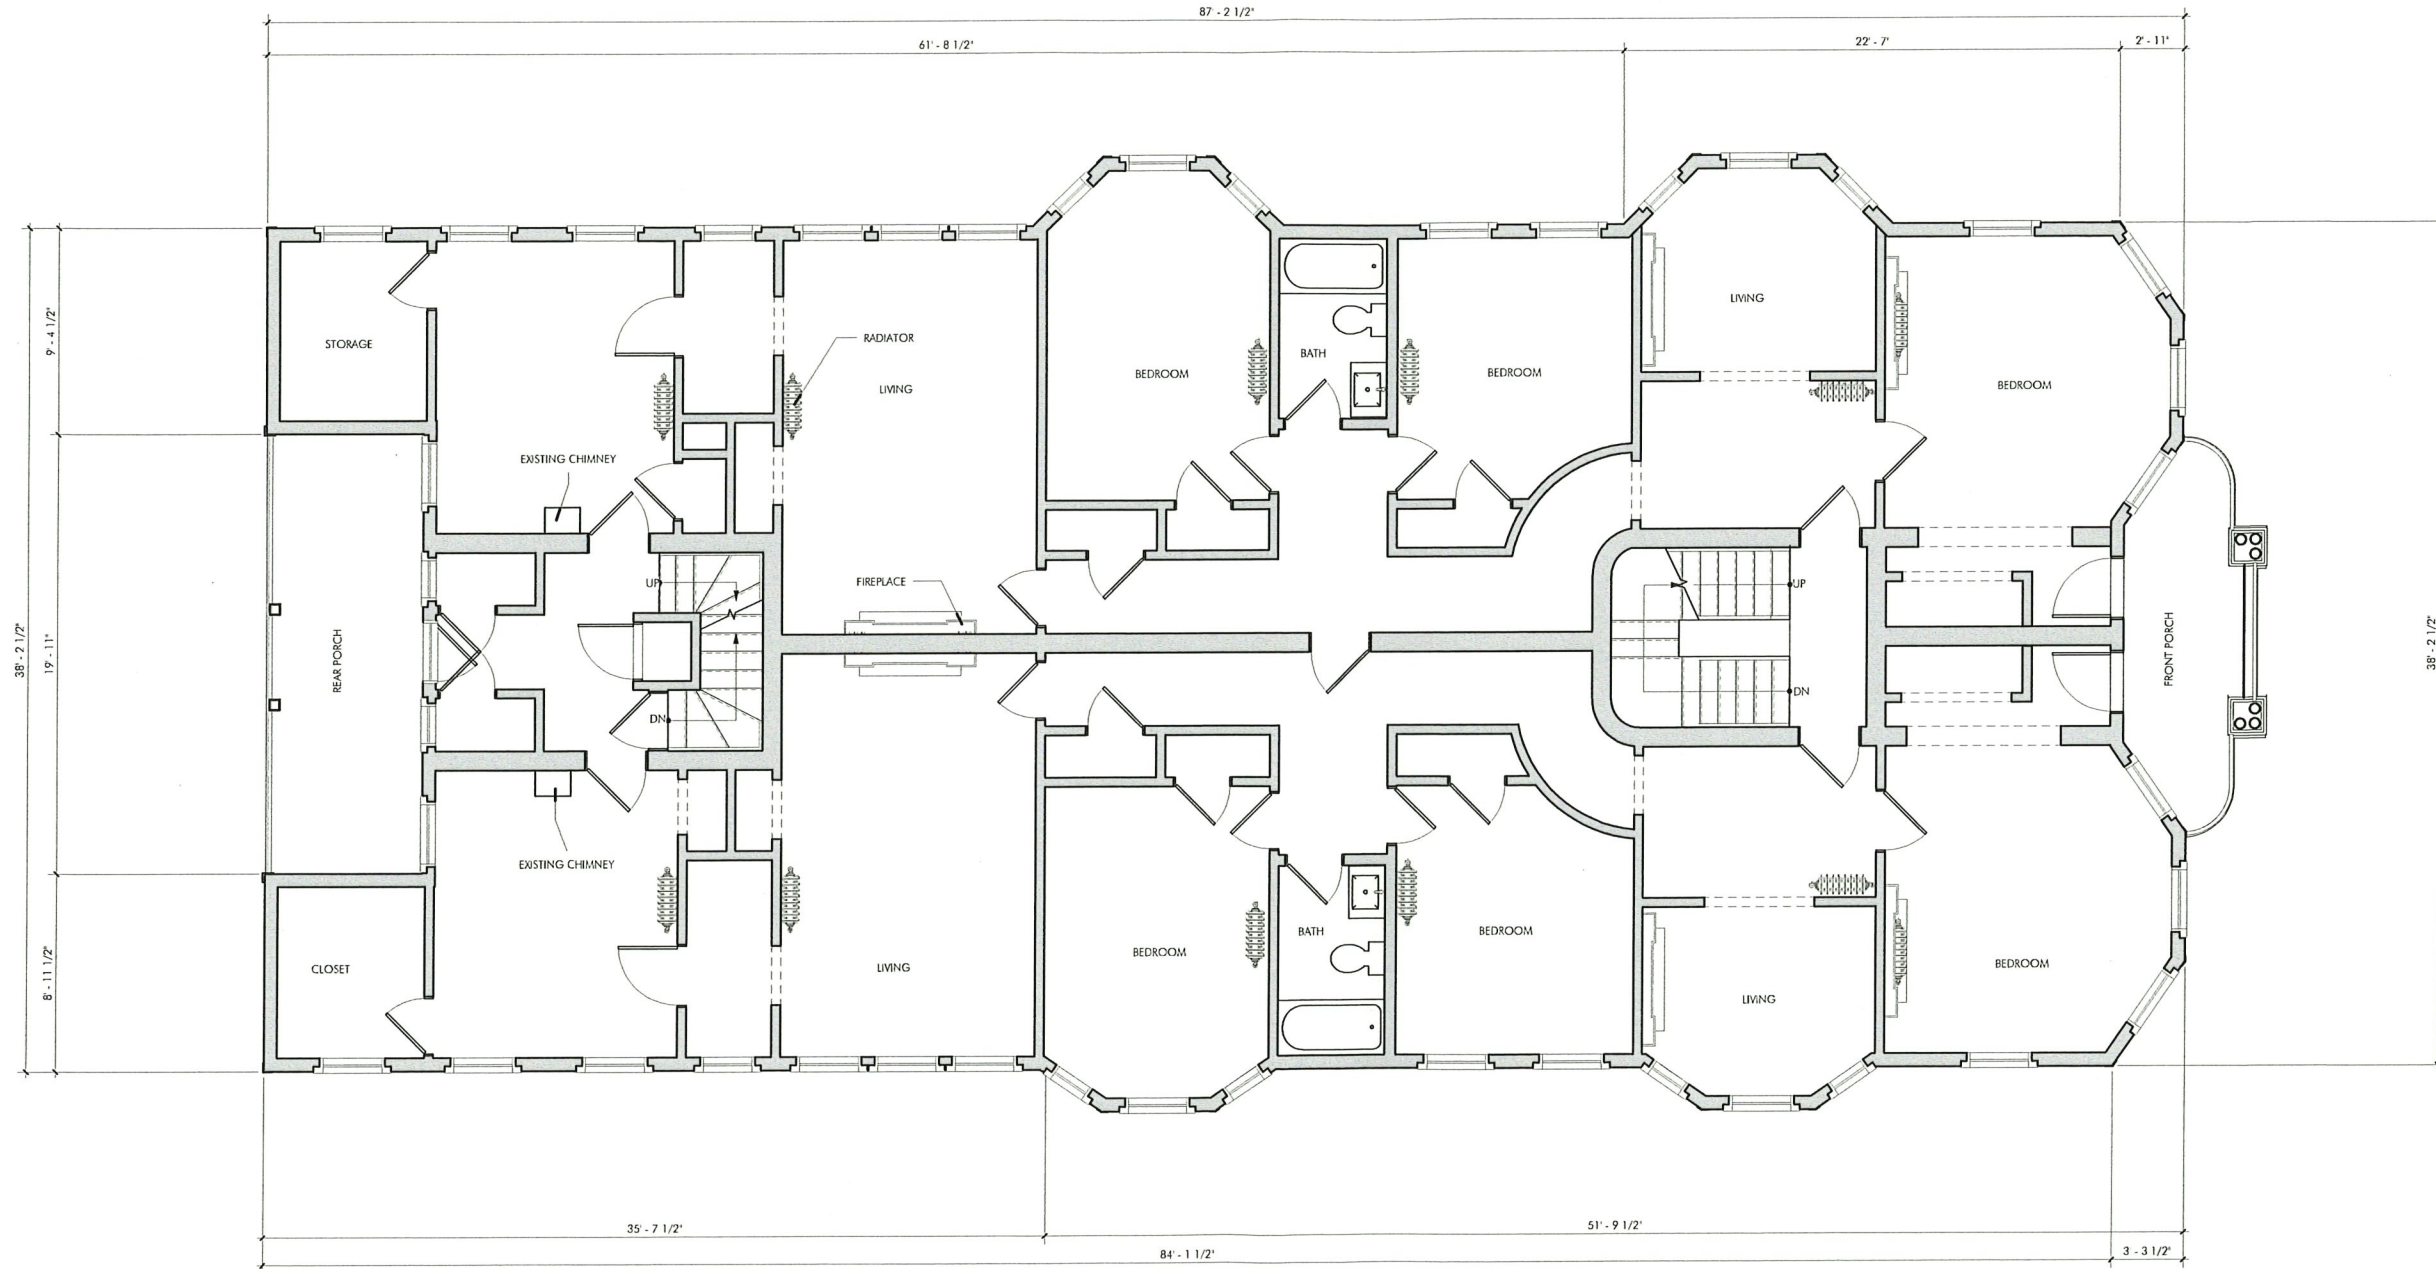 87' - 2 1/2"
61' - 8 1/2"
22' - 7"
2' - 11"
LIVING
STORAGE
RADIATOR
BATH
9' - 4 1/2"
BEDROOM
BEDROOM
BEDROOM
LIVING
EXISTING CHIMNEY
UP
FIREPLACE
UP
38' - 2 1/2"
19' - 11"
REAR PORCH
FRONT PORCH
38' - 2 1/2"
DN
DN
EXISTING CHIMNEY
BATH
BEDROOM
BEDROOM
BEDROOM
CLOSET
LIVING
8' - 11 1/2"
LIVING
35' - 7 1/2"
51' - 9 1/2"
84' - 1 1/2"
3 - 3 1/2"